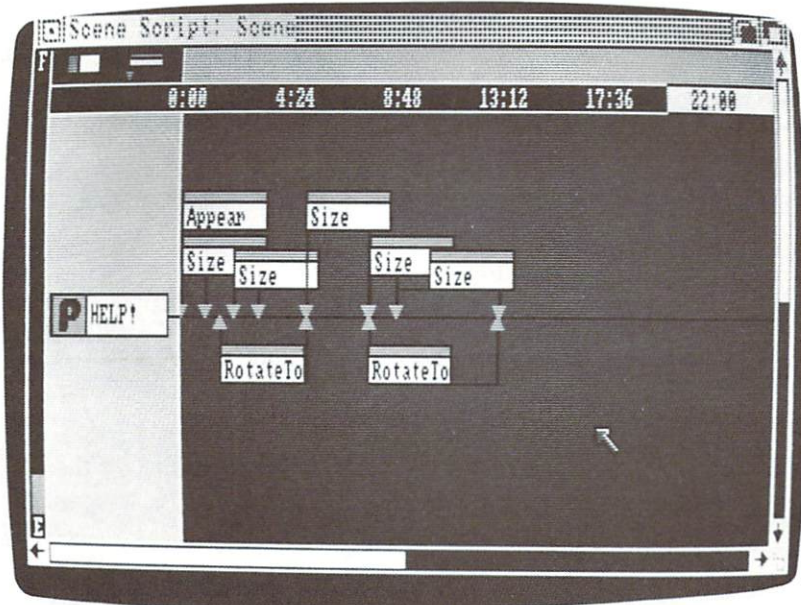 Scene Script: Scene
F
0:00 4:24 8:48 13:12 17:36 22:00
Appear Size
Size Size Size Size
P HELP!
RotateTo RotateTo
E